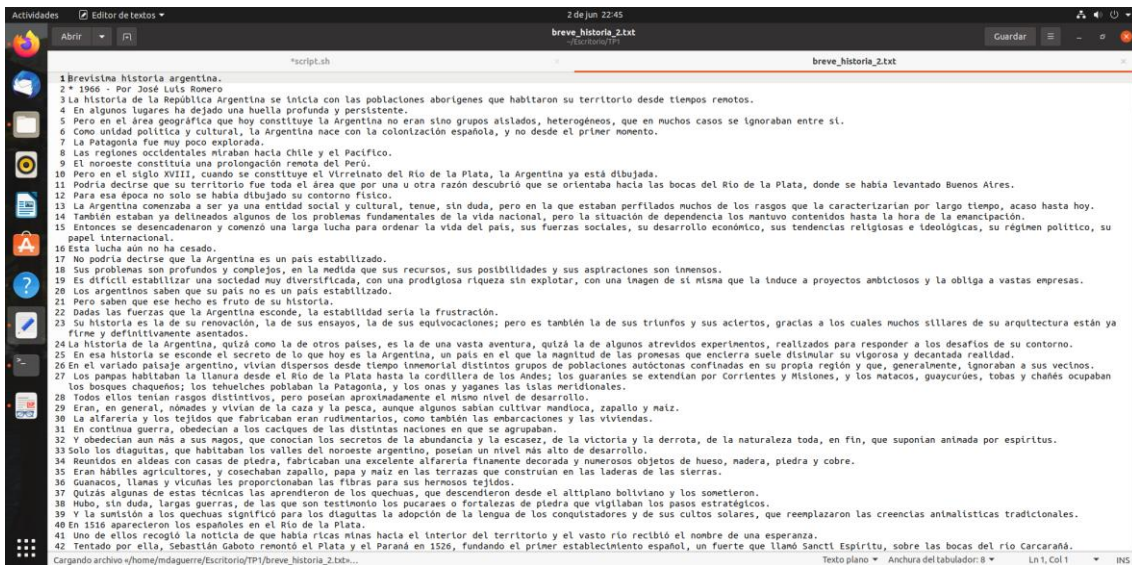 Actividades Editor de textos 2 de jun 22:45
Abrir breve_historia_2.txt Guardar
~/Escritorio/TP1
*script.sh breve_historia_2.txt
1 Brevísima historia argentina.
2 * 1966 - Por José Luis Romero
3 La historia de la República Argentina se inicia con las poblaciones aborígenes que habitaron su territorio desde tiempos remotos.
4 En algunos lugares ha dejado una huella profunda y persistente.
5 Pero en el área geográfica que hoy constituye la Argentina no eran sino grupos aislados, heterogéneos, que en muchos casos se ignoraban entre sí.
6 Como unidad política y cultural, la Argentina nace con la colonización española, y no desde el primer momento.
7 La Patagonia fue muy poco explorada.
8 Las regiones occidentales miraban hacia Chile y el Pacífico.
9 El noroeste constituía una prolongación remota del Perú.
10 Pero en el siglo XVIII, cuando se constituye el Virreinato del Río de la Plata, la Argentina ya está dibujada.
11 Podría decirse que su territorio fue toda el área que por una u otra razón descubrió que se orientaba hacia las bocas del Río de la Plata, donde se había levantado Buenos Aires.
12 Para esa época no solo se había dibujado su contorno físico.
13 La Argentina comenzaba a ser ya una entidad social y cultural, tenue, sin duda, pero en la que estaban perfilados muchos de los rasgos que la caracterizarían por largo tiempo, acaso hasta hoy.
14 También estaban ya delineados algunos de los problemas fundamentales de la vida nacional, pero la situación de dependencia los mantuvo contenidos hasta la hora de la emancipación.
15 Entonces se desencadenaron y comenzó una larga lucha para ordenar la vida del país, sus fuerzas sociales, su desarrollo económico, sus tendencias religiosas e ideológicas, su régimen político, su
papel internacional.
16 Esta lucha aún no ha cesado.
17 No podría decirse que la Argentina es un país estabilizado.
18 Sus problemas son profundos y complejos, en la medida que sus recursos, sus posibilidades y sus aspiraciones son inmensos.
19 Es difícil estabilizar una sociedad muy diversificada, con una prodigiosa riqueza sin explotar, con una imagen de sí misma que la induce a proyectos ambiciosos y la obliga a vastas empresas.
20 Los argentinos saben que su país no es un país estabilizado.
21 Pero saben que ese hecho es fruto de su historia.
22 Dadas las fuerzas que la Argentina esconde, la estabilidad sería la frustración.
23 Su historia es la de su renovación, la de sus ensayos, la de sus equivocaciones; pero es también la de sus triunfos y sus aciertos, gracias a los cuales muchos sillares de su arquitectura están ya
firme y definitivamente asentados.
24 La historia de la Argentina, quizá como la de otros países, es la de una vasta aventura, quizá la de algunos atrevidos experimentos, realizados para responder a los desafíos de su contorno.
25 En esa historia se esconde el secreto de lo que hoy es la Argentina, un país en el que la magnitud de las promesas que encierra suele disimular su vigorosa y decantada realidad.
26 En el variado paisaje argentino, vivían dispersos desde tiempo inmemorial distintos grupos de poblaciones autóctonas confinadas en su propia región y que, generalmente, ignoraban a sus vecinos.
27 Los pampas habitaban la llanura desde el Río de la Plata hasta la cordillera de los Andes; los guaraníes se extendían por Corrientes y Misiones, y los matacos, guaycurúes, tobas y chañés ocupaban
los bosques chaqueños; los tehuelches poblaban la Patagonia, y los onas y yaganes las islas meridionales.
28 Todos ellos tenían rasgos distintivos, pero poseían aproximadamente el mismo nivel de desarrollo.
29 Eran, en general, nómades y vivían de la caza y la pesca, aunque algunos sabían cultivar mandioca, zapallo y maíz.
30 La alfarería y los tejidos que fabricaban eran rudimentarios, como también las embarcaciones y las viviendas.
31 En continua guerra, obedecían a los caciques de las distintas naciones en que se agrupaban.
32 Y obedecían aun más a sus magos, que conocían los secretos de la abundancia y la escasez, de la victoria y la derrota, de la naturaleza toda, en fin, que suponían animada por espíritus.
33 Solo los diaguitas, que habitaban los valles del noroeste argentino, poseían un nivel más alto de desarrollo.
34 Reunidos en aldeas con casas de piedra, fabricaban una excelente alfarería finamente decorada y numerosos objetos de hueso, madera, piedra y cobre.
35 Eran hábiles agricultores, y cosechaban zapallo, papa y maíz en las terrazas que construían en las laderas de las sierras.
36 Guanacos, llamas y vicuñas les proporcionaban las fibras para sus hermosos tejidos.
37 Quizás algunas de estas técnicas las aprendieron de los quechuas, que descendieron desde el altiplano boliviano y los sometieron.
38 Hubo, sin duda, largas guerras, de las que son testimonio los pucaraes o fortalezas de piedra que vigilaban los pasos estratégicos.
39 Y la sumisión a los quechuas significó para los diaguitas la adopción de la lengua de los conquistadores y de sus cultos solares, que reemplazaron las creencias animalísticas tradicionales.
40 En 1516 aparecieron los españoles en el Río de la Plata.
41 Uno de ellos recogió la noticia de que había ricas minas hacia el interior del territorio y el vasto río recibió el nombre de una esperanza.
42 Tentado por ella, Sebastián Gaboto remontó el Plata y el Paraná en 1526, fundando el primer establecimiento español, un fuerte que llamó Sancti Espíritu, sobre las bocas del río Carcarañá.
Cargando archivo «/home/mdaguerre/Escritorio/TP1/breve_historia_2.txt»... Texto plano Anchura del tabulador: 8 Ln 1, Col 1 INS